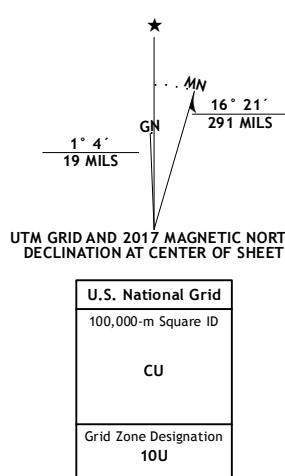 ★
MN
GN
16° 21´
291 MILS
1° 4´
19 MILS
UTM GRID AND 2017 MAGNETIC NORT
DECLINATION AT CENTER OF SHEET
U.S. National Grid
100,000-m Square ID
CU
Grid Zone Designation
10U